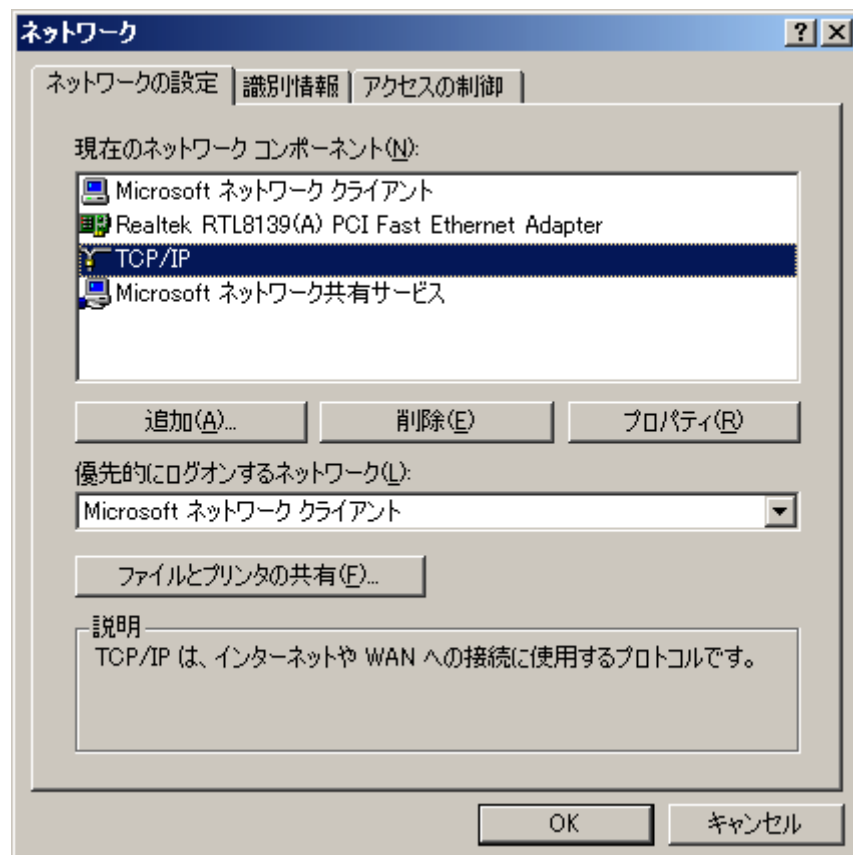 ネットワーク
ネットワークの設定 識別情報 アクセスの制御
現在のネットワーク コンポーネント(N):
Microsoft ネットワーク クライアント
Realtek RTL8139(A) PCI Fast Ethernet Adapter
TCP/IP
Microsoft ネットワーク共有サービス
追加(A)... 削除(E) プロパティ(R)
優先的にログオンするネットワーク(L):
Microsoft ネットワーク クライアント
ファイルとプリンタの共有(F)...
説明
TCP/IP は、インターネットや WAN への接続に使用するプロトコルです。
OK キャンセル